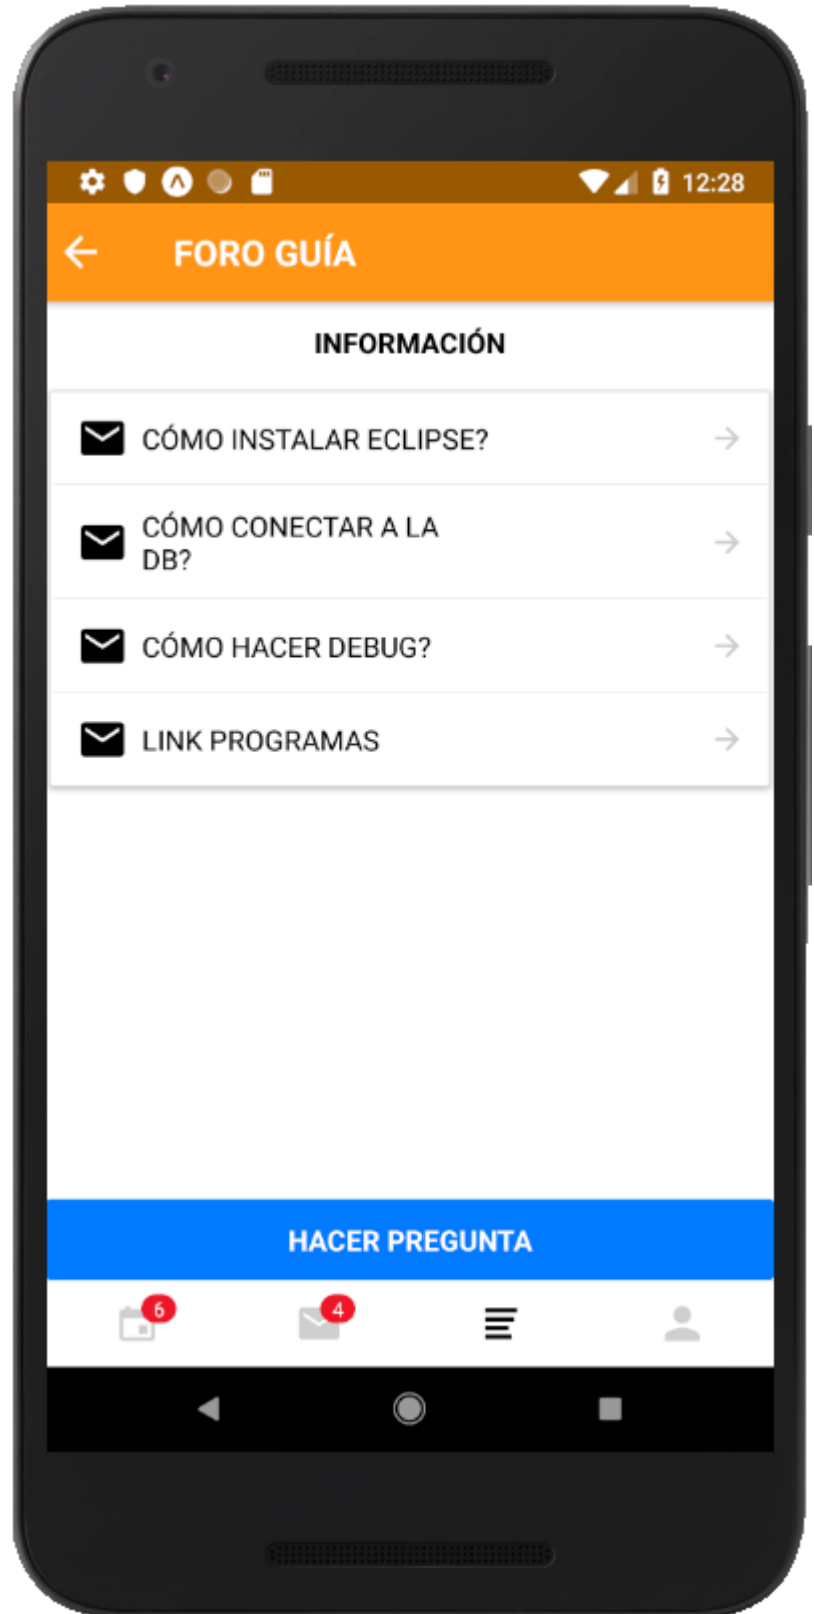 12:28
FORO GUÍA
INFORMACIÓN
CÓMO INSTALAR ECLIPSE?
CÓMO CONECTAR A LA
DB?
CÓMO HACER DEBUG?
LINK PROGRAMAS
HACER PREGUNTA
6
4